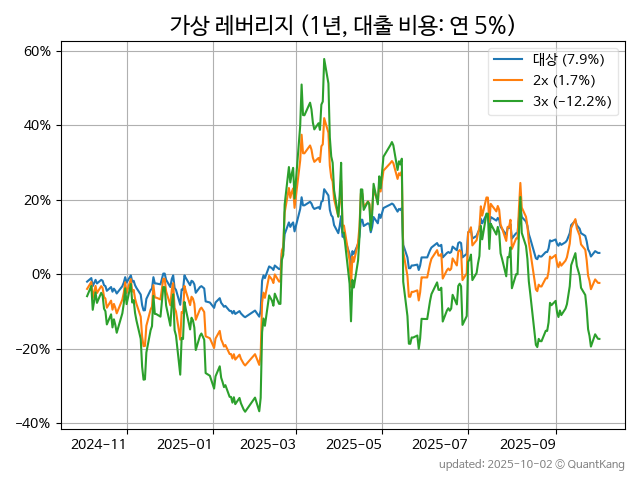 가상 레버리지 (1년, 대출 비용: 연 5%)
60%
40%
20%
0%
−20%
−40%
대상 (7.9%)
2x (1.7%)
3x (−12.2%)
2024-11
2025-01
2025-03
2025-05
2025-07
2025-09
updated: 2025-10-02 © QuantKang